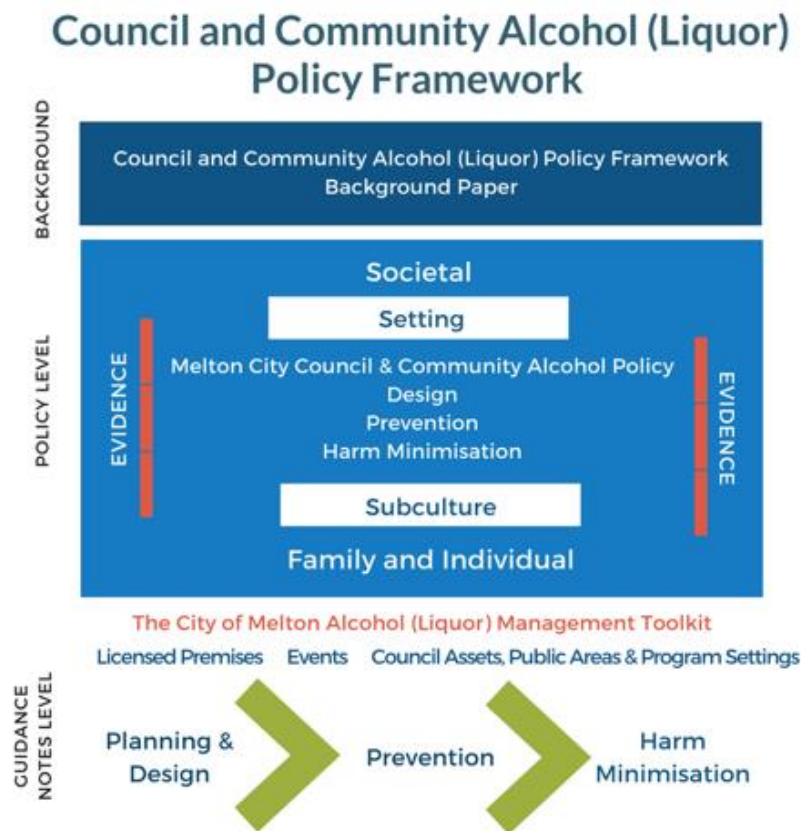 Council and Community Alcohol (Liquor)
Policy Framework
BACKGROUND
Council and Community Alcohol (Liquor) Policy Framework
Background Paper
POLICY LEVEL
Societal
Setting
EVIDENCE
Melton City Council & Community Alcohol Policy
Design
Prevention
Harm Minimisation
EVIDENCE
Subculture
Family and Individual
The City of Melton Alcohol (Liquor) Management Toolkit
Licensed Premises Events Council Assets, Public Areas & Program Settings
GUIDANCE
NOTES LEVEL
Planning &
Design
Prevention
Harm
Minimisation